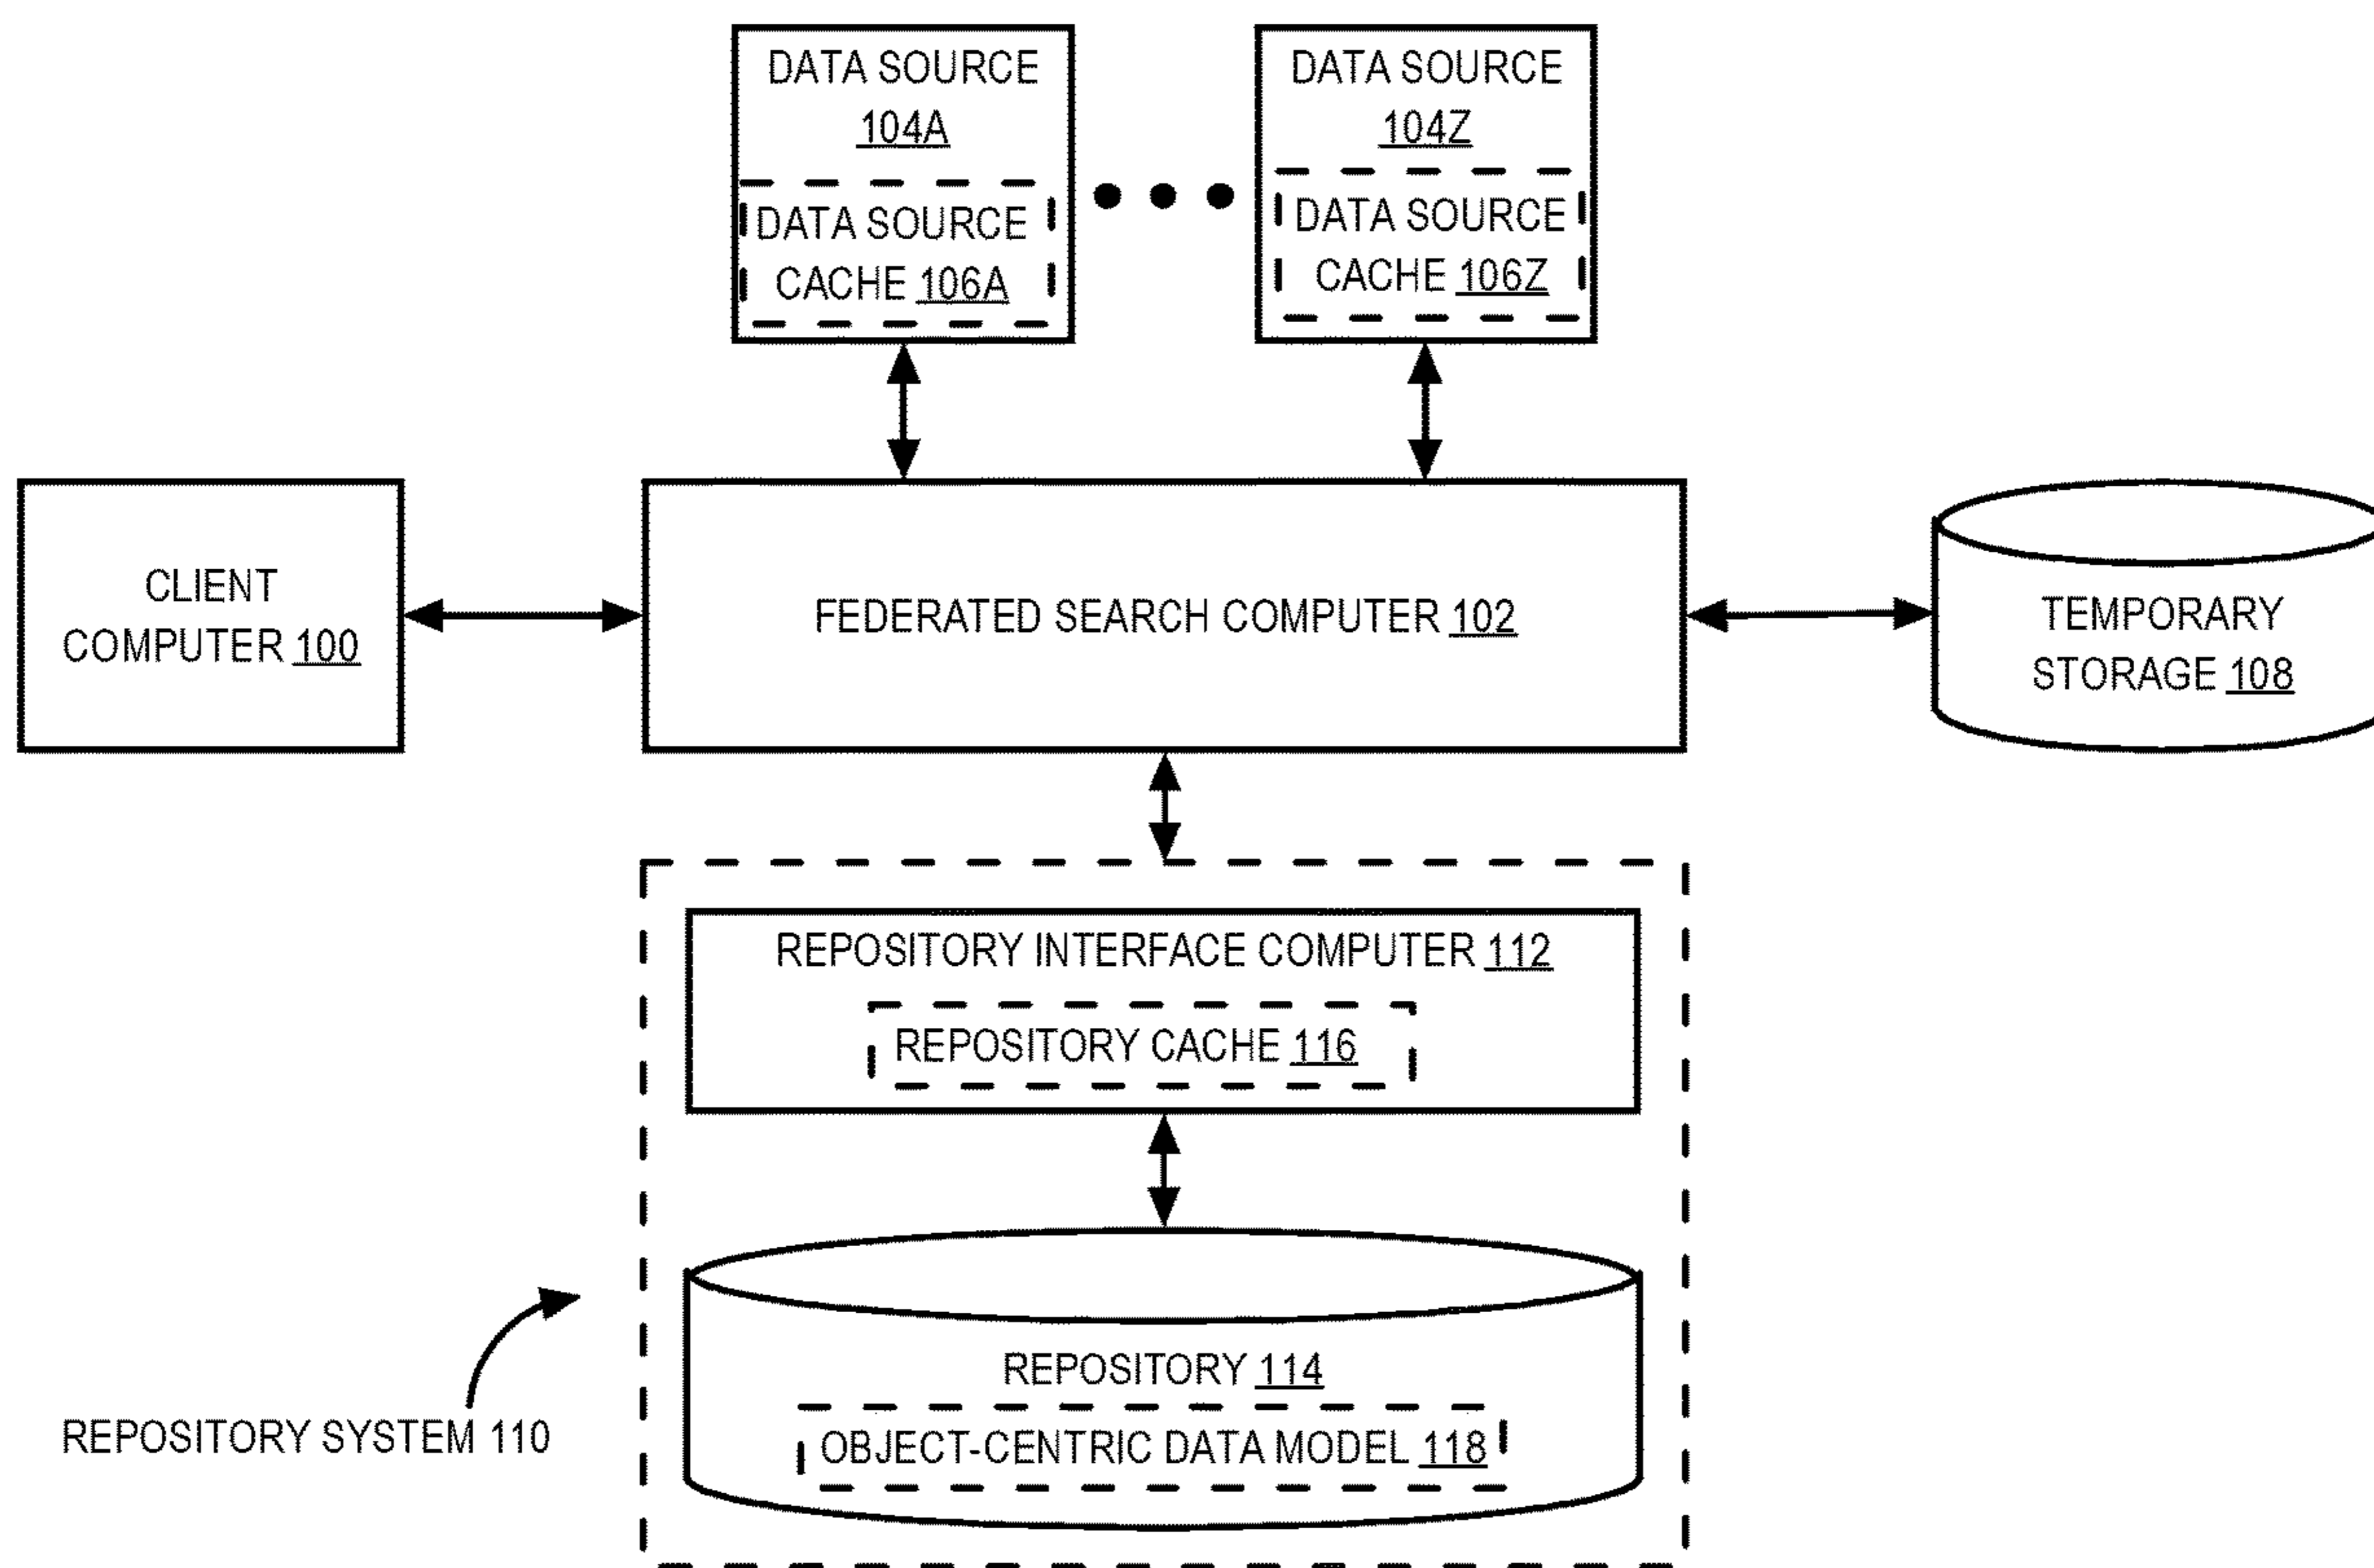 DATA SOURCE
104A
DATA SOURCE
CACHE 106A
DATA SOURCE
104Z
DATA SOURCE
CACHE 106Z
CLIENT
COMPUTER 100
FEDERATED SEARCH COMPUTER 102
TEMPORARY
STORAGE 108
REPOSITORY INTERFACE COMPUTER 112
REPOSITORY CACHE 116
REPOSITORY 114
OBJECT-CENTRIC DATA MODEL 118
REPOSITORY SYSTEM 110